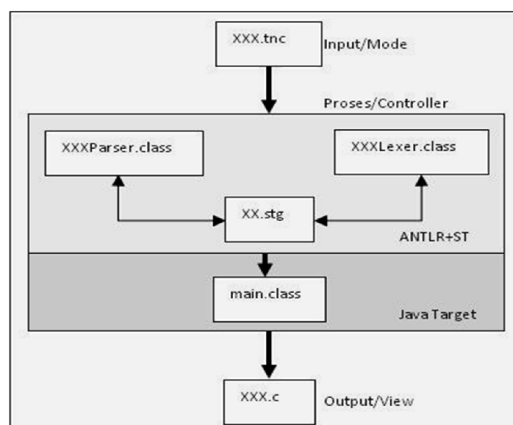 XXX.tnc
Input/Mode
Proses/Controller
XXXParser.class
XXXLexer.class
XX.stg
ANTLR+ST
main.class
Java Target
XXX.c
Output/View